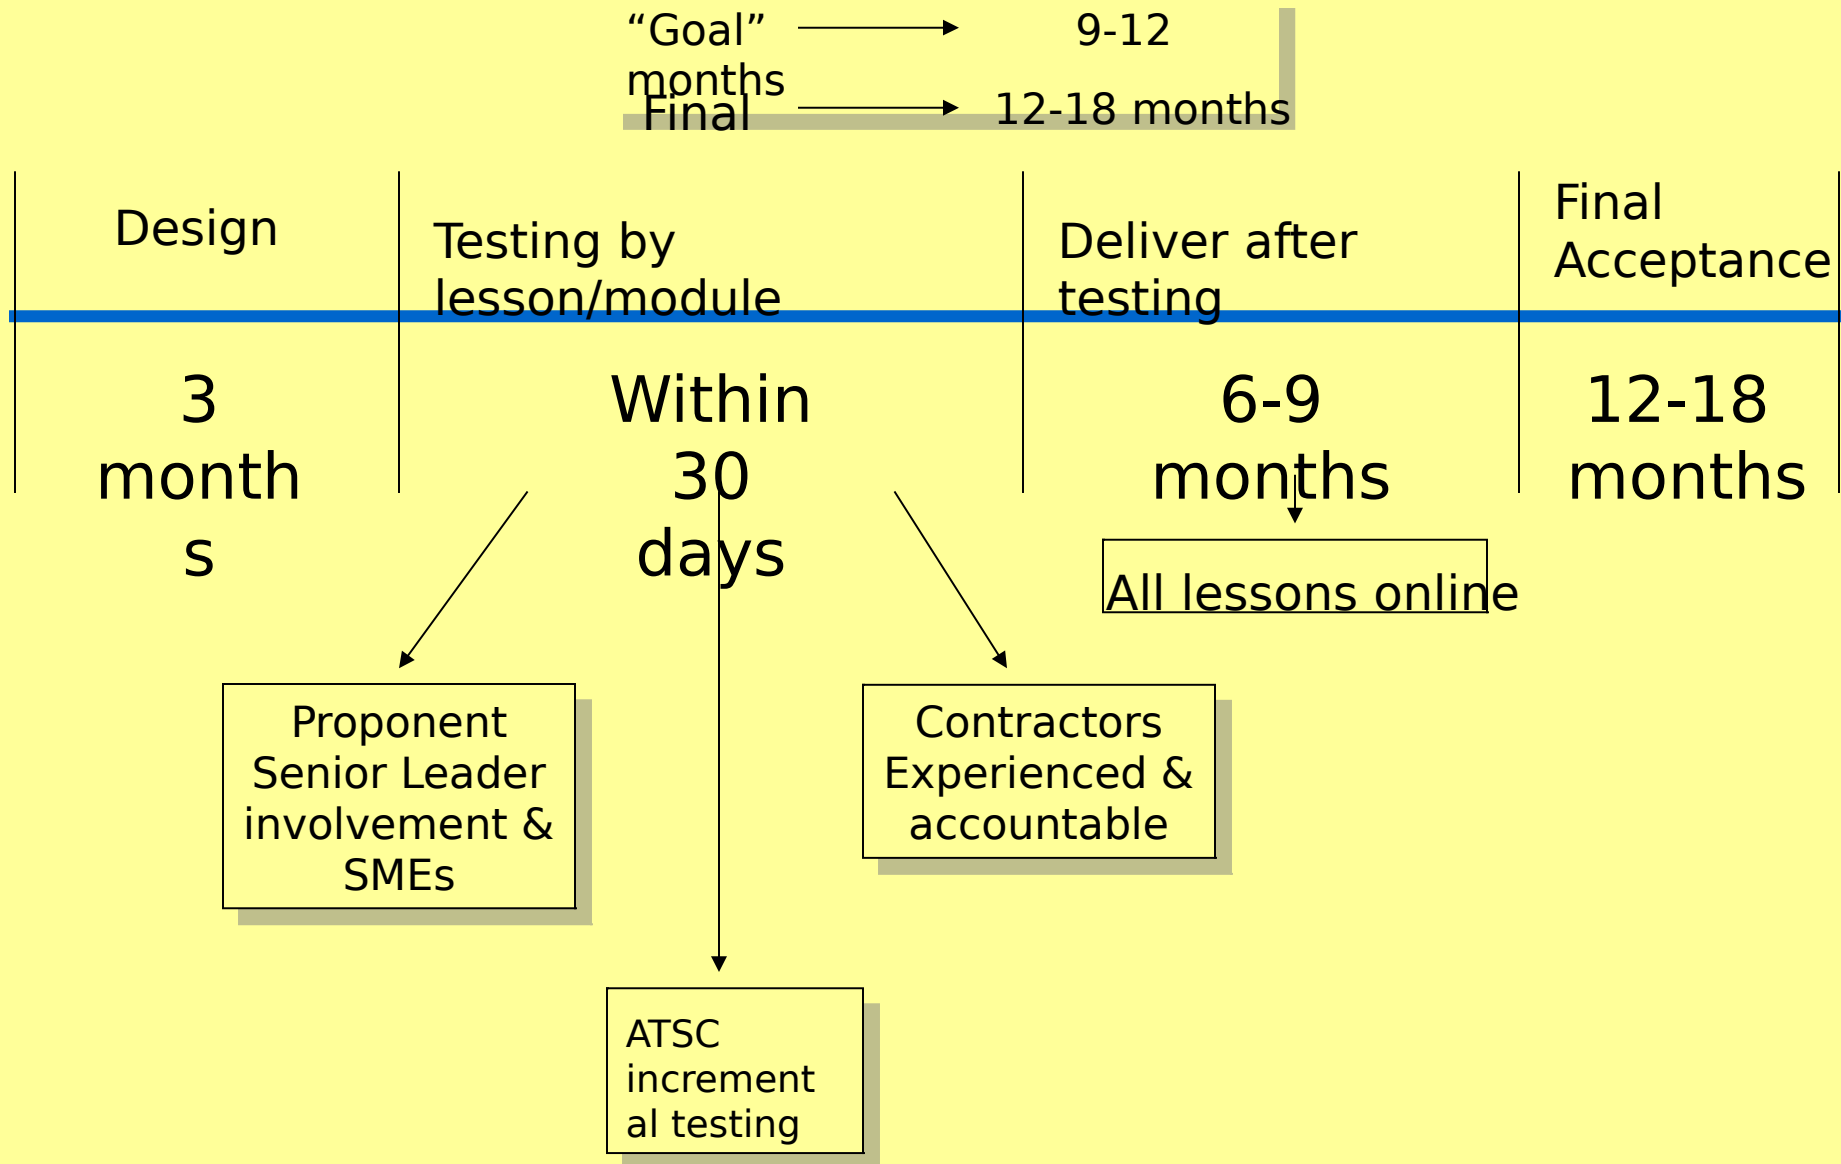 “Goal” 9-12
months
Final 12-18 months
Design
Testing by
lesson/module
Deliver after
testing
Final
Acceptance
3
month
s
Within
30
days
6-9
months
12-18
months
All lessons online
Proponent
Senior Leader
involvement &
SMEs
Contractors
Experienced &
accountable
ATSC
increment
al testing